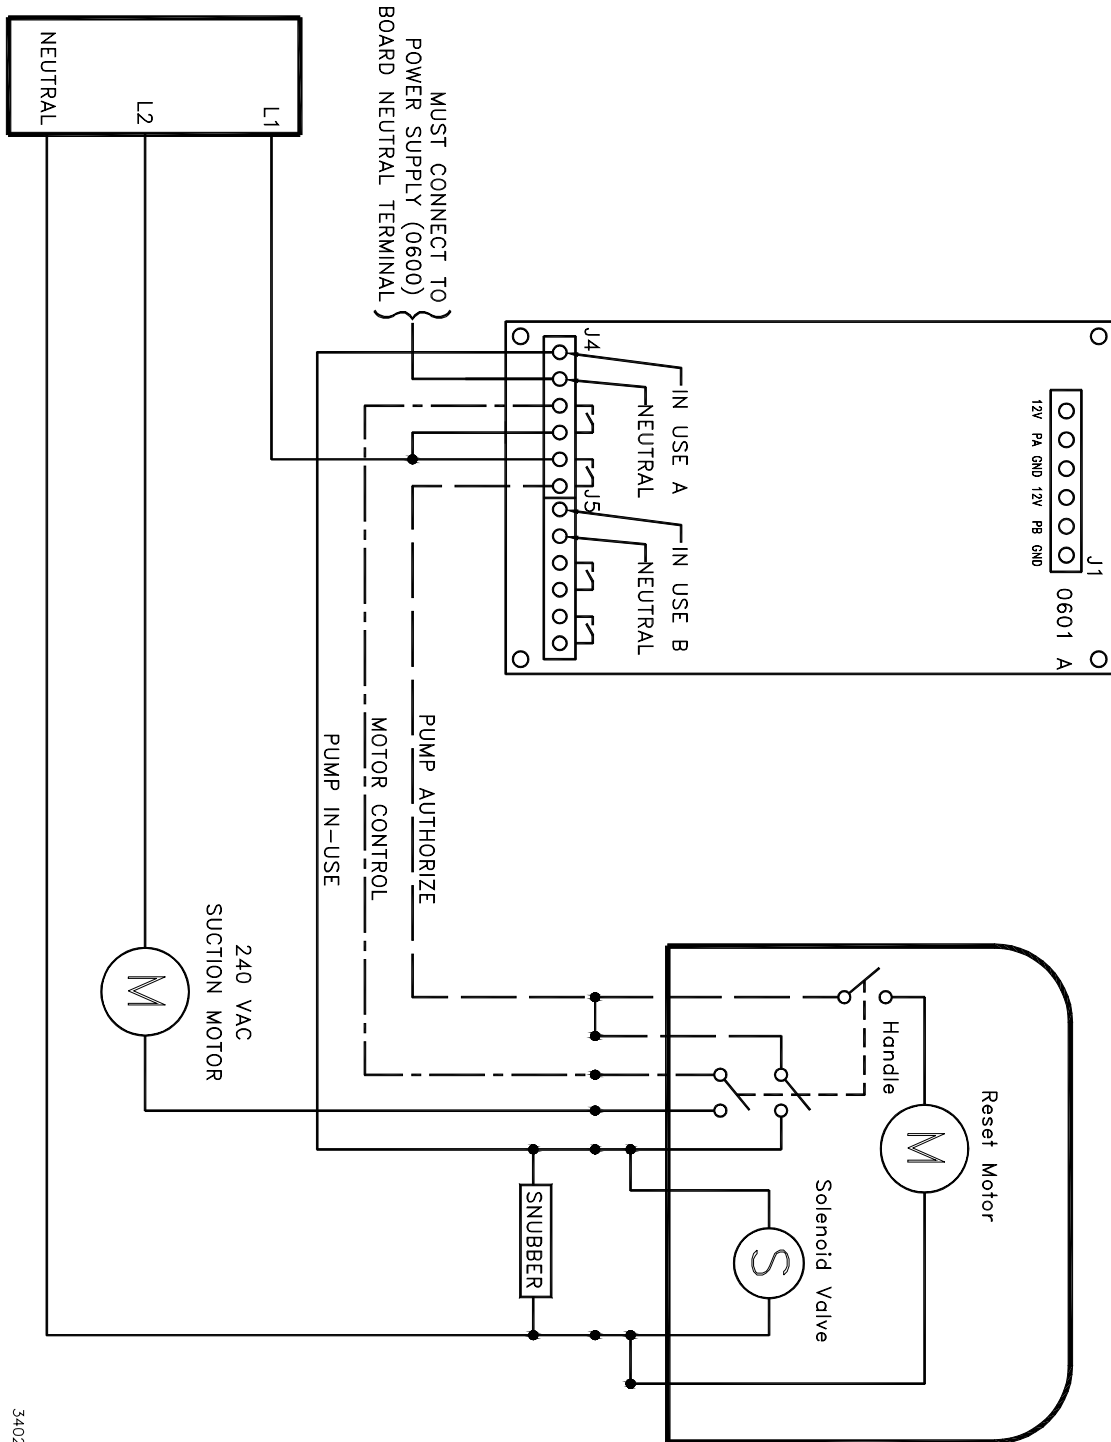 NEUTRAL
L2
L1
MUST CONNECT TO
POWER SUPPLY (0600)
BOARD NEUTRAL TERMINAL
J4
IN USE A
NEUTRAL
J5
IN USE B
NEUTRAL
12V PA GND 12V PB GND
J1
0601 A
PUMP AUTHORIZE
MOTOR CONTROL
PUMP IN-USE
240 VAC
SUCTION MOTOR
M
Handle
Reset Motor
M
Solenoid Valve
S
SNUBBER
3402